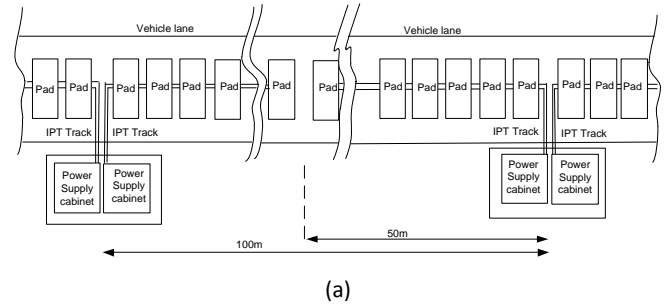 Vehicle lane
Vehicle lane
Pad Pad Pad Pad Pad Pad Pad Pad Pad Pad Pad Pad Pad Pad Pad Pad
IPT Track IPT Track IPT Track IPT Track
Power
Supply
cabinet
Power
Supply
cabinet
Power
Supply
cabinet
Power
Supply
cabinet
50m
100m
(a)